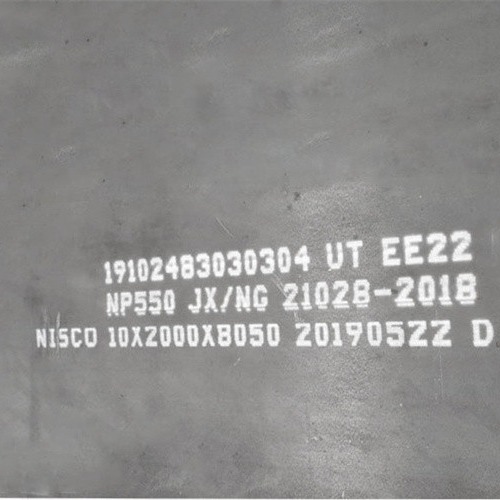 19102483030304 UT EE22
NP550 JX/NG 21028-2018
NISCO 10X2000X8050 20190522 D